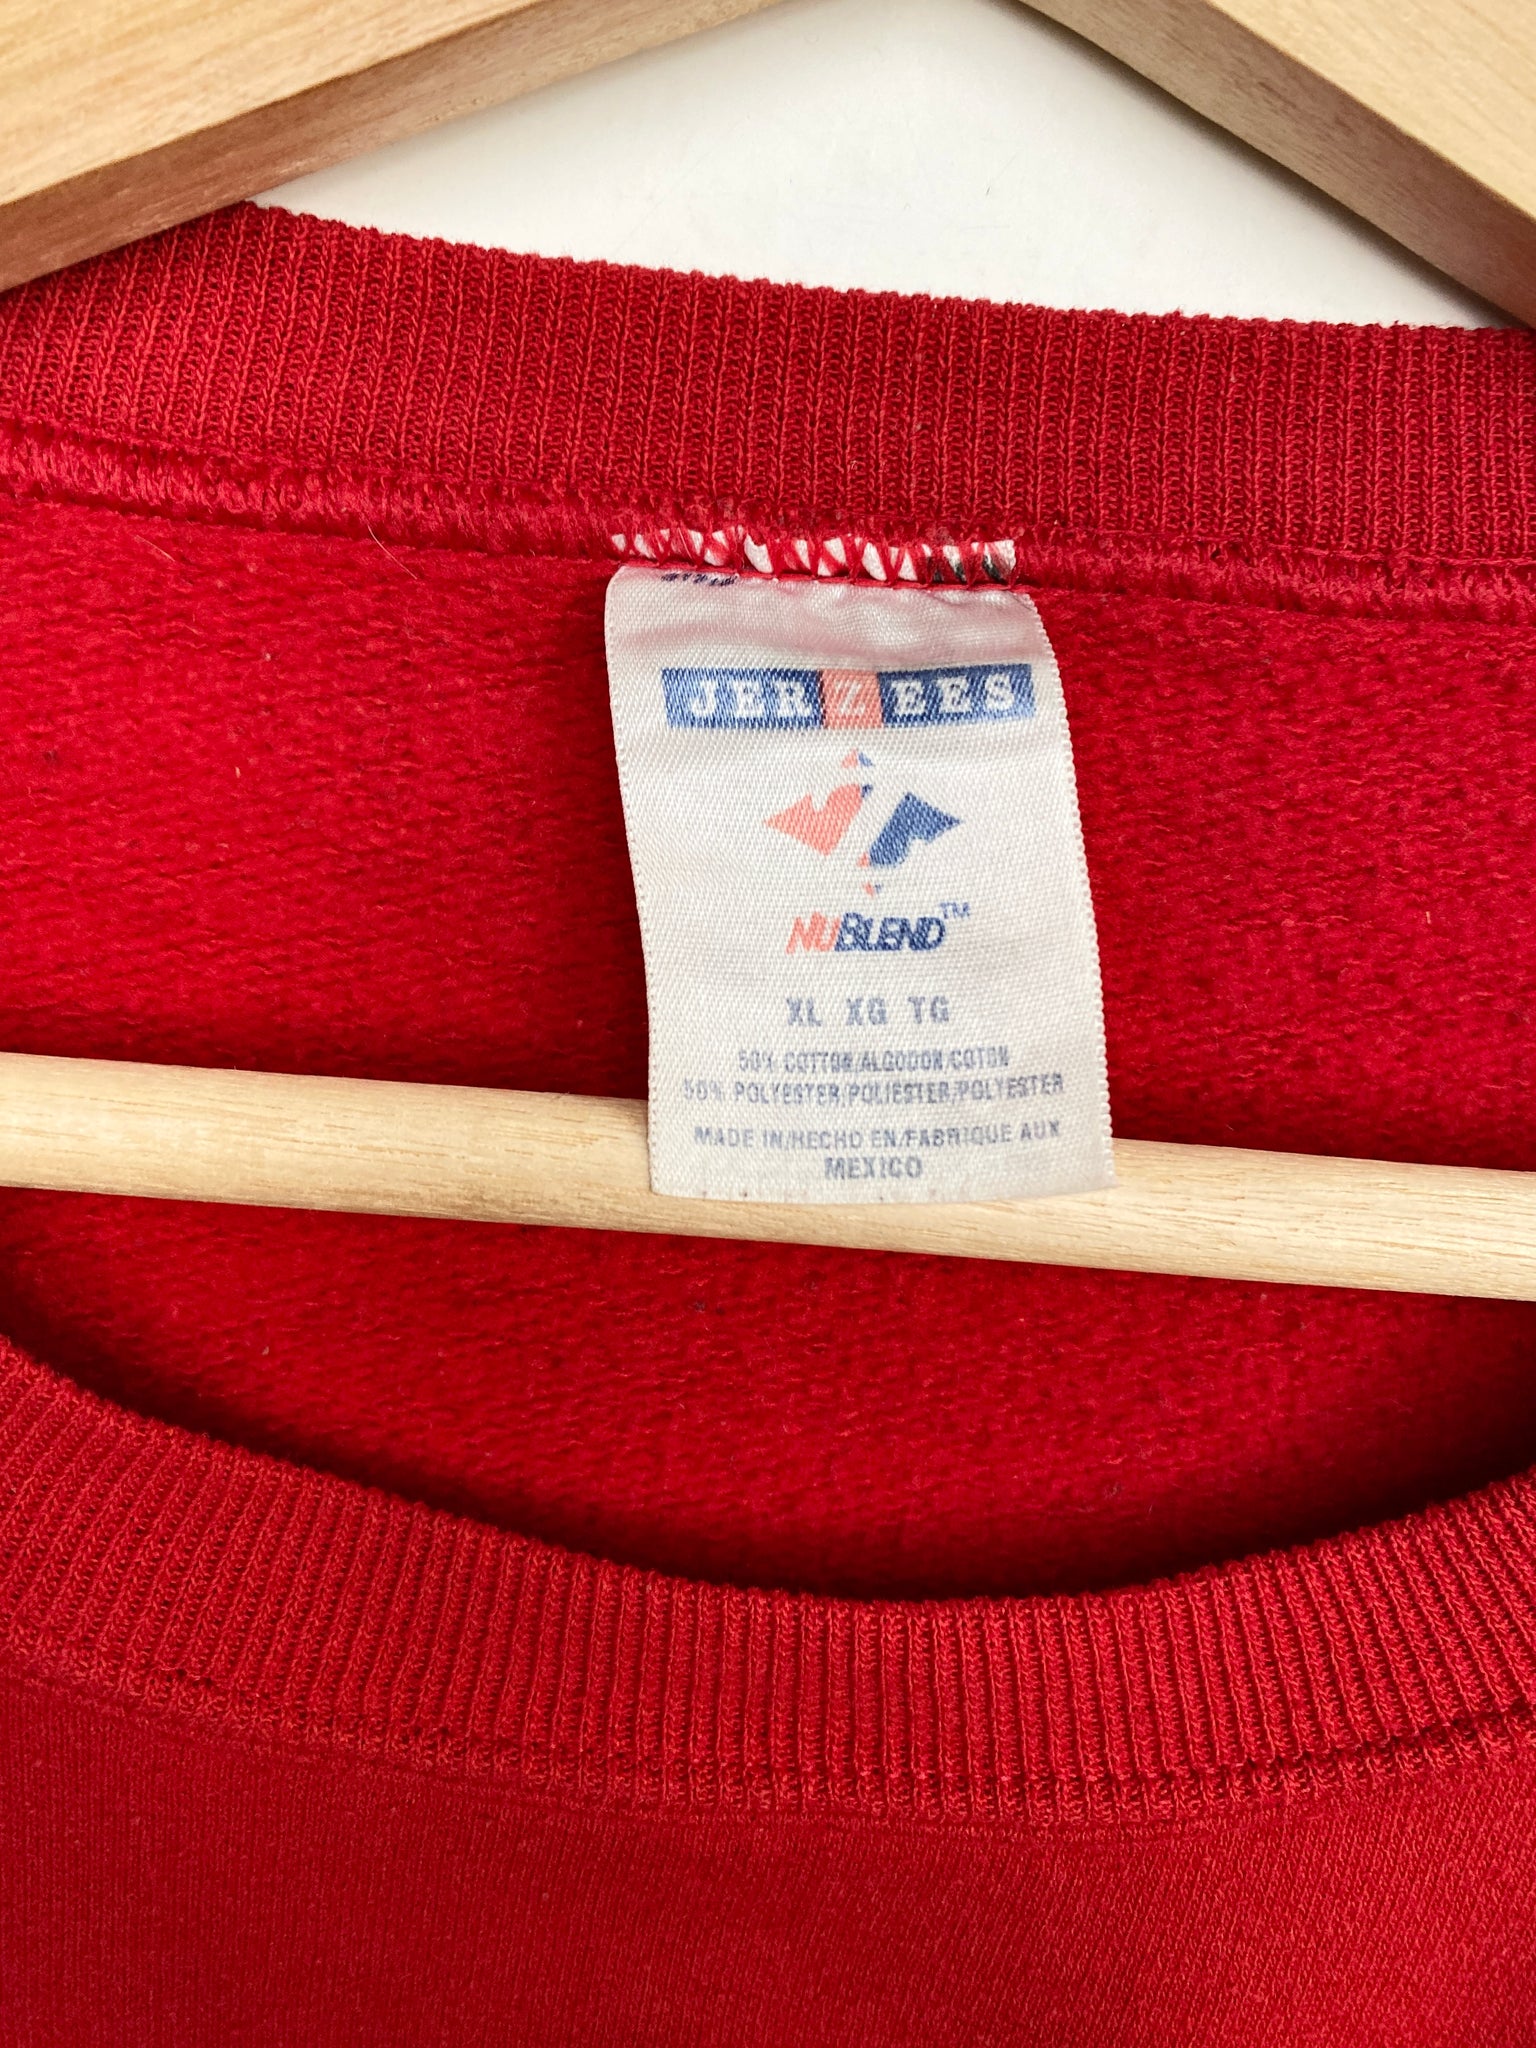 JERZEES
NUBLEND™
XL XG TG
50% COTTON/ALGODON/COTON
50% POLYESTER/POLIESTER/POLYESTER
MADE IN/HECHO EN/FABRIQUE AUX
MEXICO